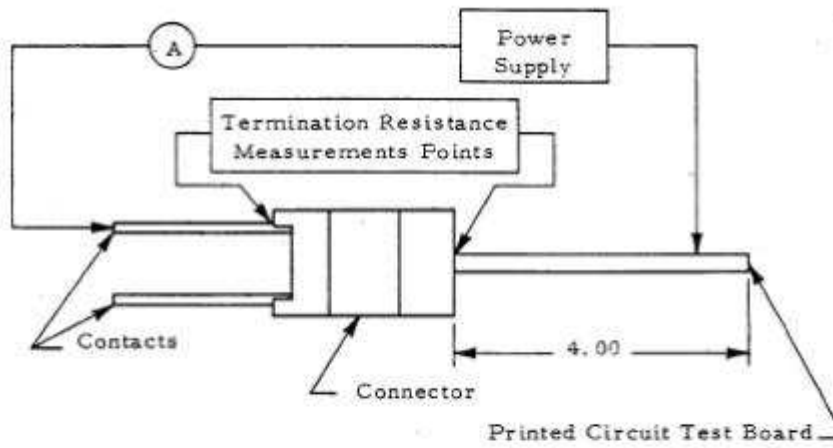 A
Power
Supply
Termination Resistance
Measurements Points
Contacts
4.00
Connector
Printed Circuit Test Board